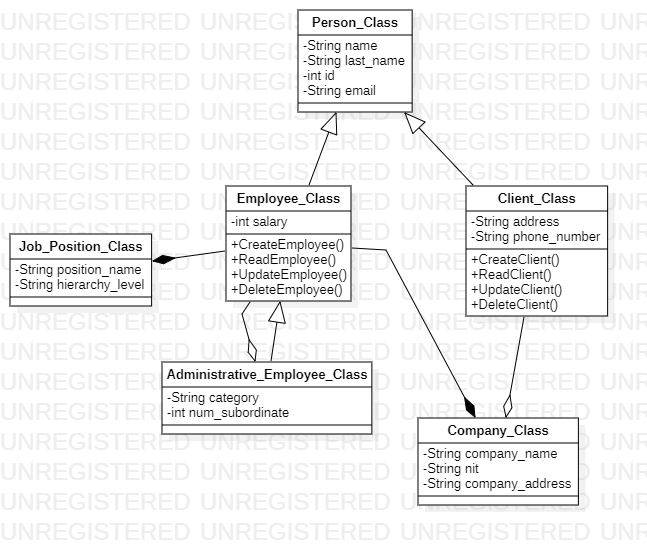 Person_Class
-String name
-String last_name
-int id
-String email
Employee_Class
-int salary
+CreateEmployee()
+ReadEmployee()
+UpdateEmployee()
+DeleteEmployee()
Client_Class
-String address
-String phone_number
+CreateClient()
+ReadClient()
+UpdateClient()
+DeleteClient()
Job_Position_Class
-String position_name
-String hierarchy_level
Administrative_Employee_Class
-String category
-int num_subordinate
Company_Class
-String company_name
-String nit
-String company_address
UNREGISTERED UNREGISTERED UNREGISTERED UNR